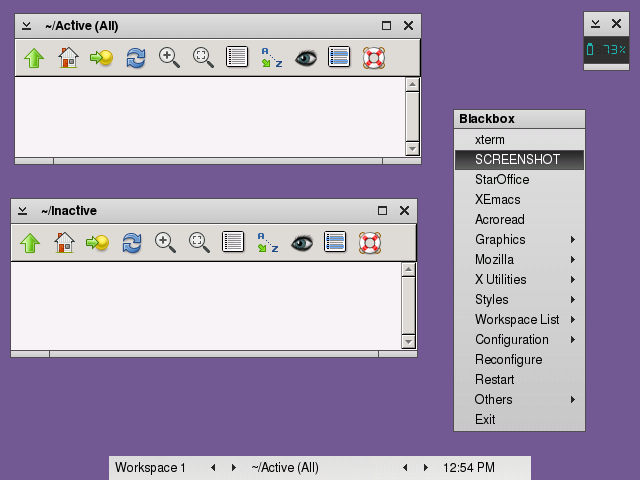 ~/Active (All)
73%
Blackbox
xterm
SCREENSHOT
StarOffice
XEmacs
Acroread
Graphics
Mozilla
X Utilities
Styles
Workspace List
Configuration
Reconfigure
Restart
Others
Exit
A
Z
~/Inactive
A
Z
Workspace 1
~/Active (All)
12:54 PM